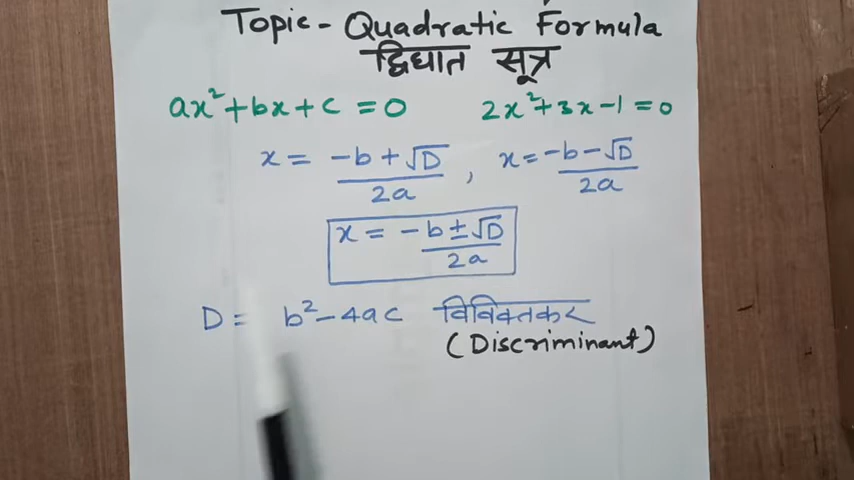 Topic - Quadratic Formula
द्विघात सूत्र
ax²+bx+c=0 2x²+3x-1=0
x = -b+√D/2a , x = -b-√D/2a
x = -b±√D/2a
D = b²-4ac विविक्तकर
(Discriminant)